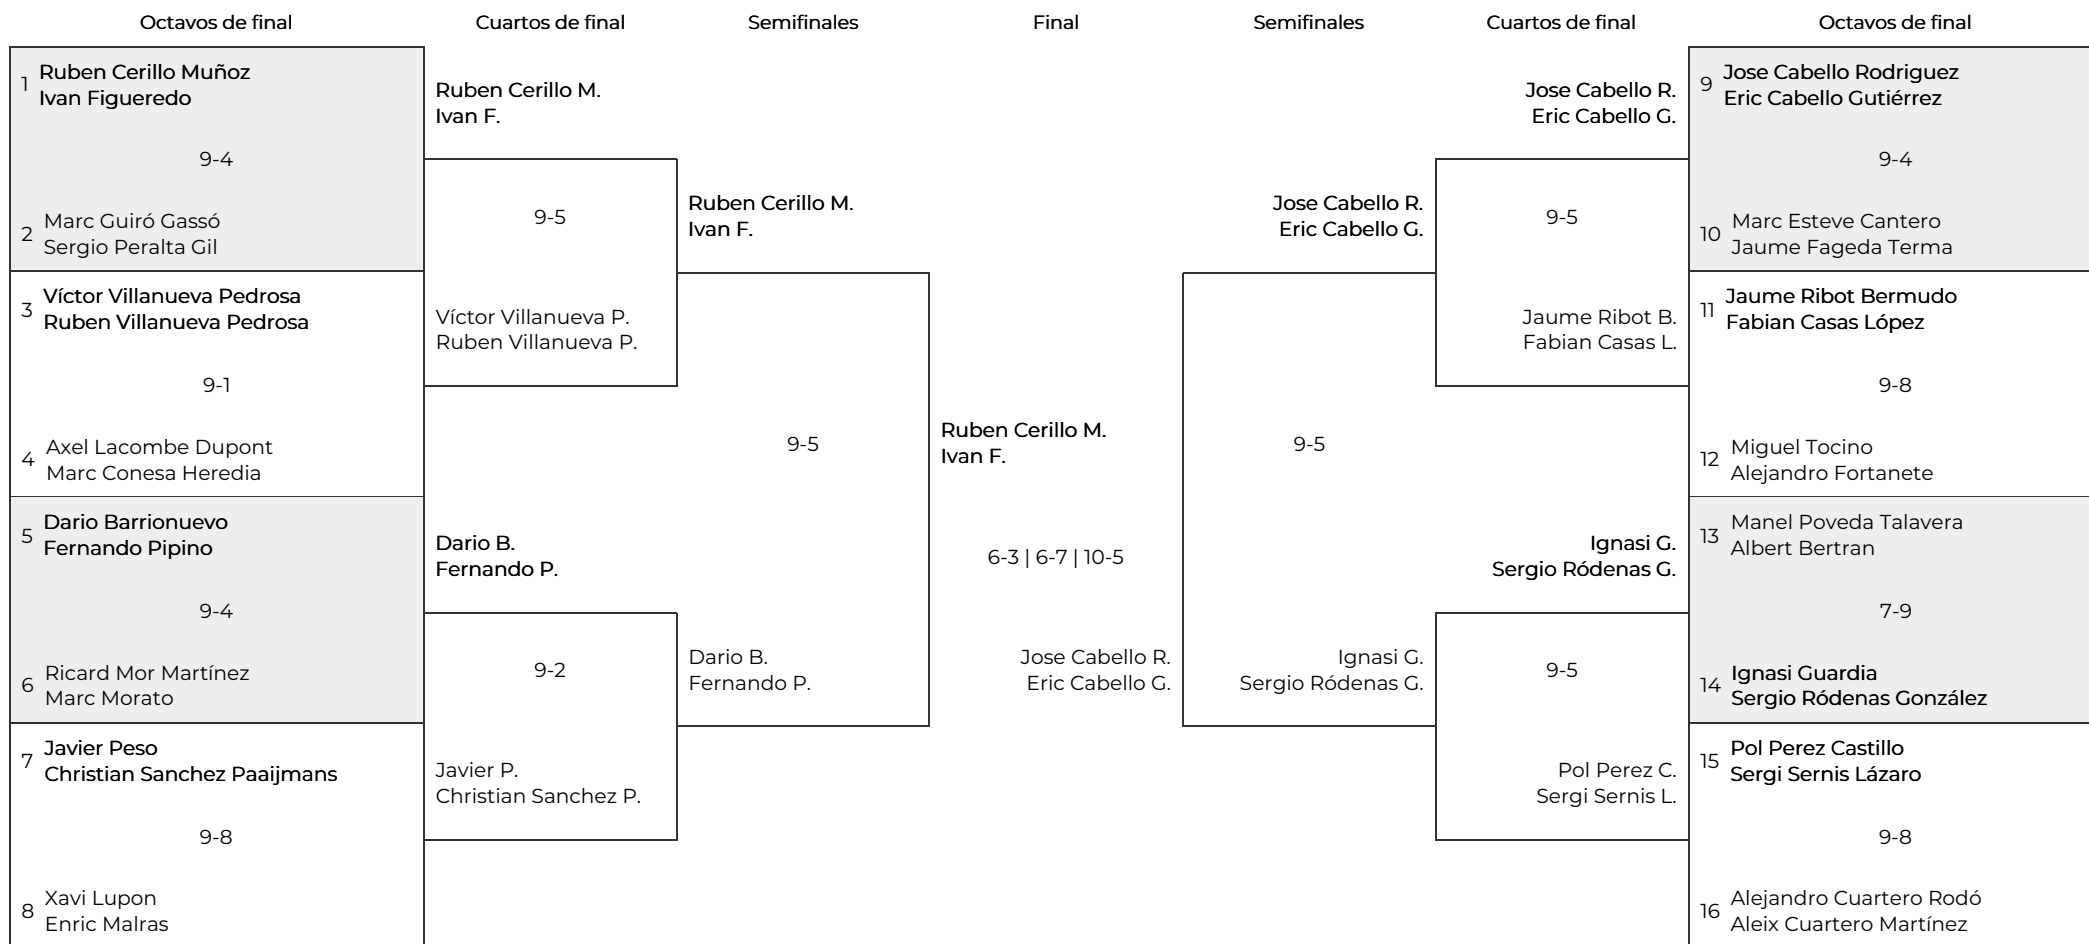 Octavos de final
Cuartos de final
Semifinales
Final
Semifinales
Cuartos de final
Octavos de final
1
Ruben Cerillo Muñoz
Ivan Figueredo
9-4
2
Marc Guiró Gassó
Sergio Peralta Gil
3
Víctor Villanueva Pedrosa
Ruben Villanueva Pedrosa
9-1
4
Axel Lacombe Dupont
Marc Conesa Heredia
5
Dario Barrionuevo
Fernando Pipino
9-4
6
Ricard Mor Martínez
Marc Morato
7
Javier Peso
Christian Sanchez Paaijmans
9-8
8
Xavi Lupon
Enric Malras
Ruben Cerillo M.
Ivan F.
9-5
Víctor Villanueva P.
Ruben Villanueva P.
Dario B.
Fernando P.
9-2
Javier P.
Christian Sanchez P.
Ruben Cerillo M.
Ivan F.
9-5
Dario B.
Fernando P.
Ruben Cerillo M.
Ivan F.
6-3 | 6-7 | 10-5
Jose Cabello R.
Eric Cabello G.
Jose Cabello R.
Eric Cabello G.
9-5
Ignasi G.
Sergio Ródenas G.
Jose Cabello R.
Eric Cabello G.
9-5
Jaume Ribot B.
Fabian Casas L.
Ignasi G.
Sergio Ródenas G.
9-5
Pol Perez C.
Sergi Sernis L.
9
Jose Cabello Rodriguez
Eric Cabello Gutiérrez
9-4
10
Marc Esteve Cantero
Jaume Fageda Terma
11
Jaume Ribot Bermudo
Fabian Casas López
9-8
12
Miguel Tocino
Alejandro Fortanete
13
Manel Poveda Talavera
Albert Bertran
7-9
14
Ignasi Guardia
Sergio Ródenas González
15
Pol Perez Castillo
Sergi Sernis Lázaro
9-8
16
Alejandro Cuartero Rodó
Aleix Cuartero Martínez